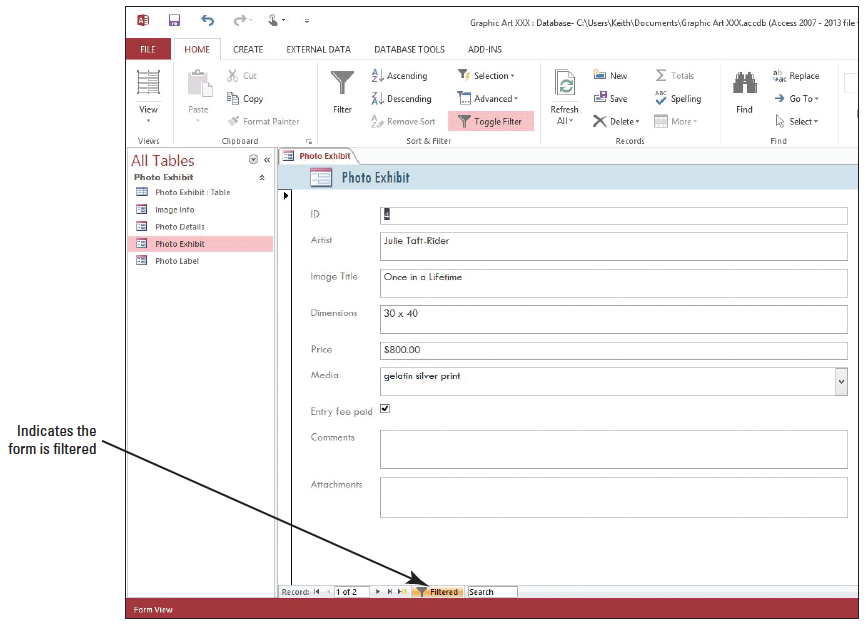 Graphic Art XXX : Database- C:\Users\Keith\Documents\Graphic Art XXX.accdb (Access 2007 - 2013 file
FILE HOME CREATE EXTERNAL DATA DATABASE TOOLS ADD-INS
View
Views
Paste
Cut
Copy
Format Painter
Clipboard
Filter
Ascending
Descending
Remove Sort
Selection
Advanced
Toggle Filter
Sort & Filter
Refresh
All
New
Save
Delete
Totals
Spelling
More
Records
Find
Replace
Go To
Select
Find
All Tables
Photo Exhibit
Photo Exhibit : Table
Image Info
Photo Details
Photo Exhibit
Photo Label
Photo Exhibit
Photo Exhibit
ID 4
Artist Julie Taft-Rider
Image Title Once in a Lifetime
Dimensions 30 x 40
Price $800.00
Media gelatin silver print
Entry fee paid
Comments
Attachments
Indicates the
form is filtered
Record: 1 of 2 Filtered Search
Form View